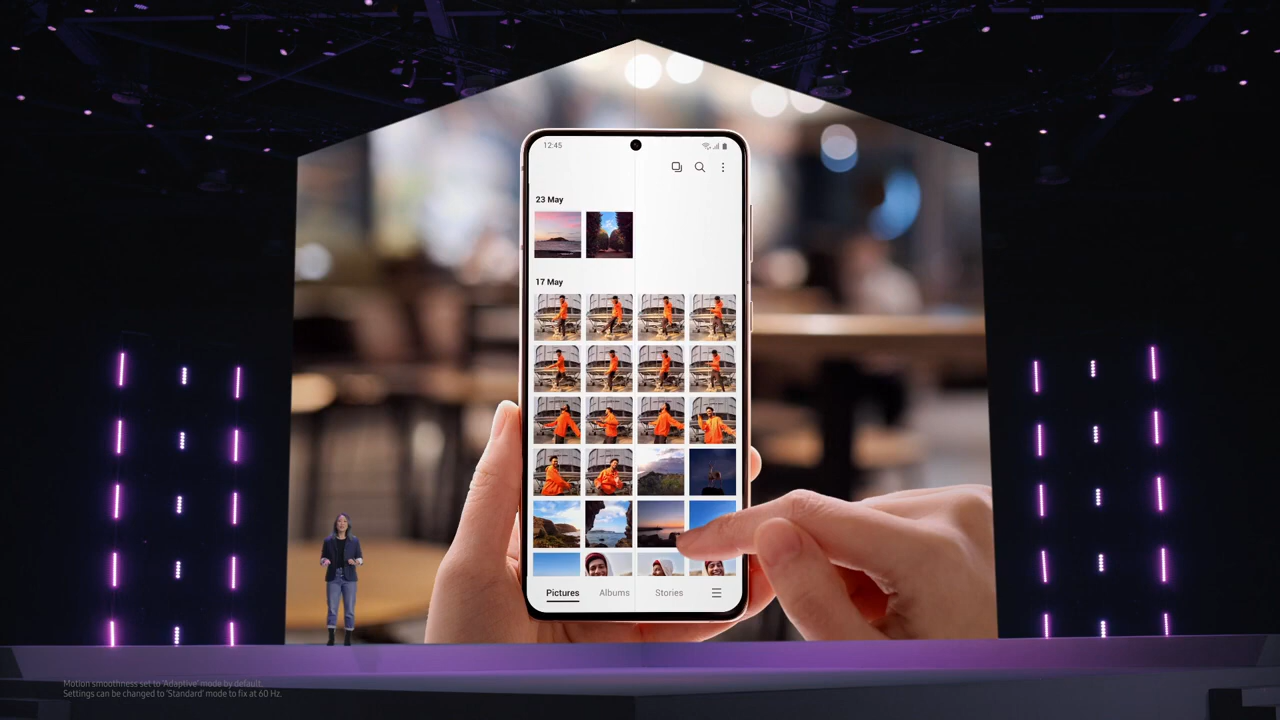 12:45
23 May
17 May
Pictures
Albums
Stories
Motion smoothness set to 'Adaptive' mode by default.
Settings can be changed to 'Standard' mode to fix at 60 Hz.